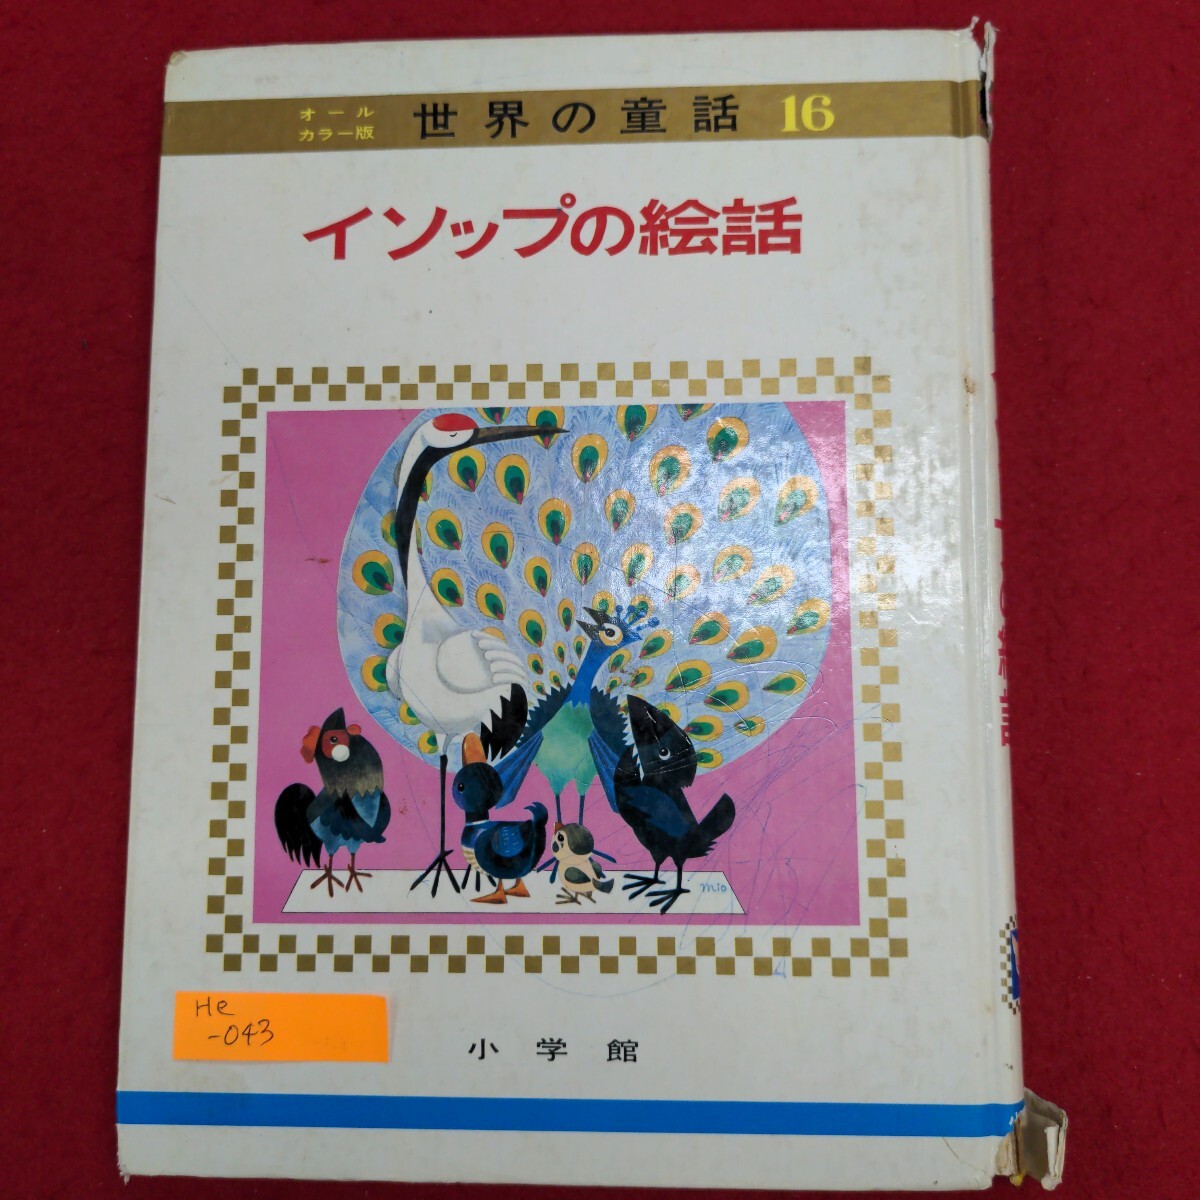 オール
カラー版
世界の童話 16
イソップの絵話
mio
He
-043
小学館